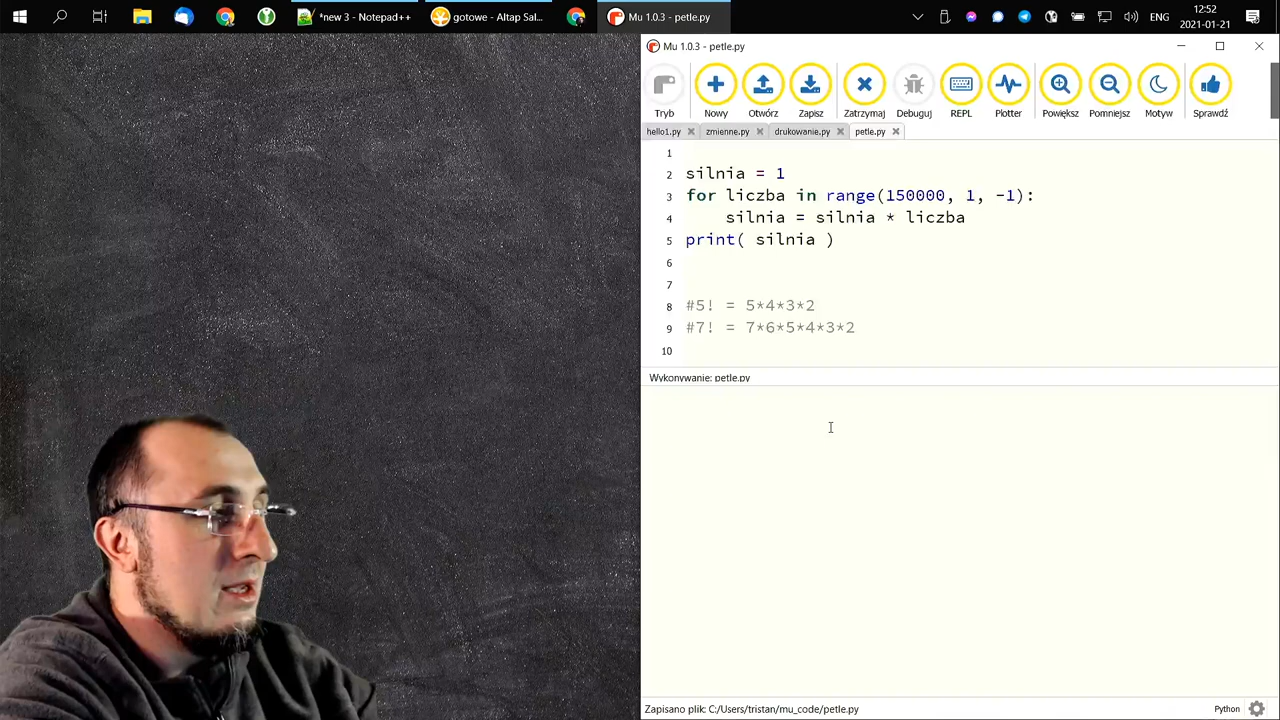 *new 3 - Notepad++
gotowe - Altap Sal...
Mu 1.0.3 - petle.py
ENG
12:52
2021-01-21
Mu 1.0.3 - petle.py
Tryb
Nowy
Otwórz
Zapisz
Zatrzymaj
Debuguj
REPL
Plotter
Powiększ
Pomniejsz
Motyw
Sprawdź
hello1.py
zmienne.py
drukowanie.py
petle.py
1
2 silnia = 1
3 for liczba in range(150000, 1, -1):
4 silnia = silnia * liczba
5 print( silnia )
6
7
8 #5! = 5*4*3*2
9 #7! = 7*6*5*4*3*2
10
Wykonywanie: petle.py
Zapisano plik: C:/Users/tristan/mu_code/petle.py
Python